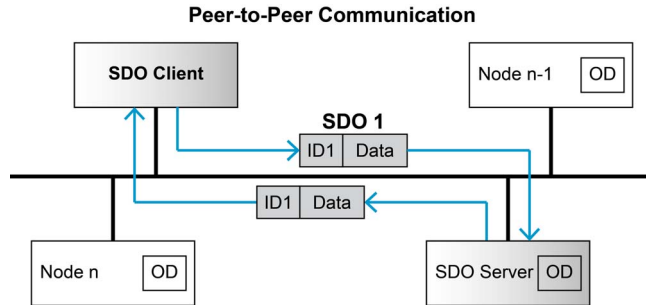 Peer-to-Peer Communication
SDO Client
Node n-1 OD
SDO 1
ID1 Data
ID1 Data
Node n OD
SDO Server OD